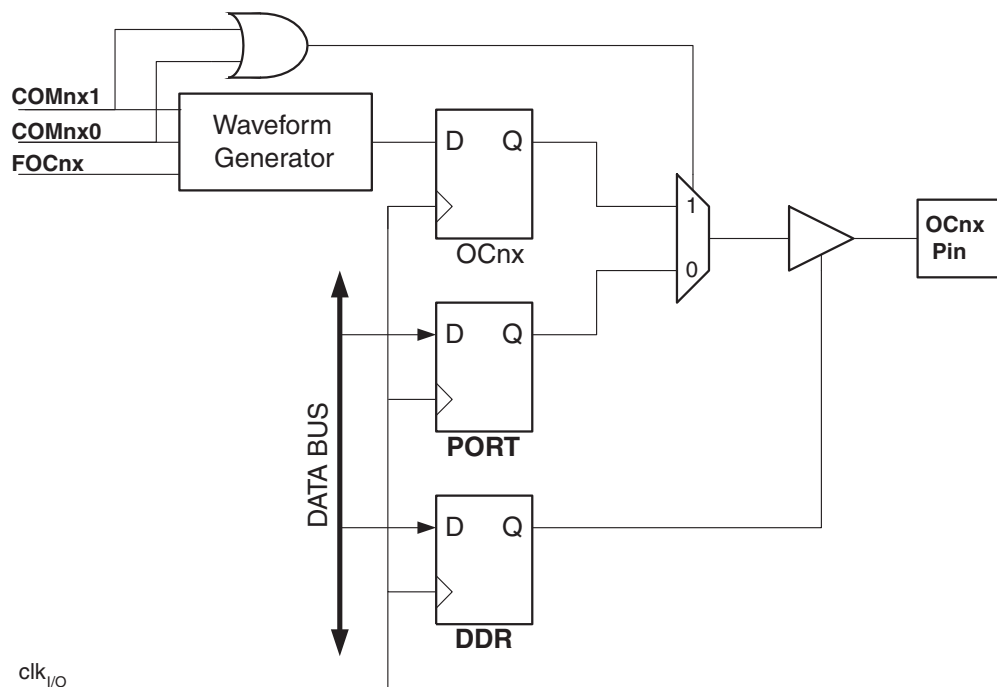 COMnx1
COMnx0
FOCnx
Waveform
Generator
D Q
OCnx
1
0
OCnx
Pin
D Q
PORT
D Q
DDR
DATA BUS
clkI/O